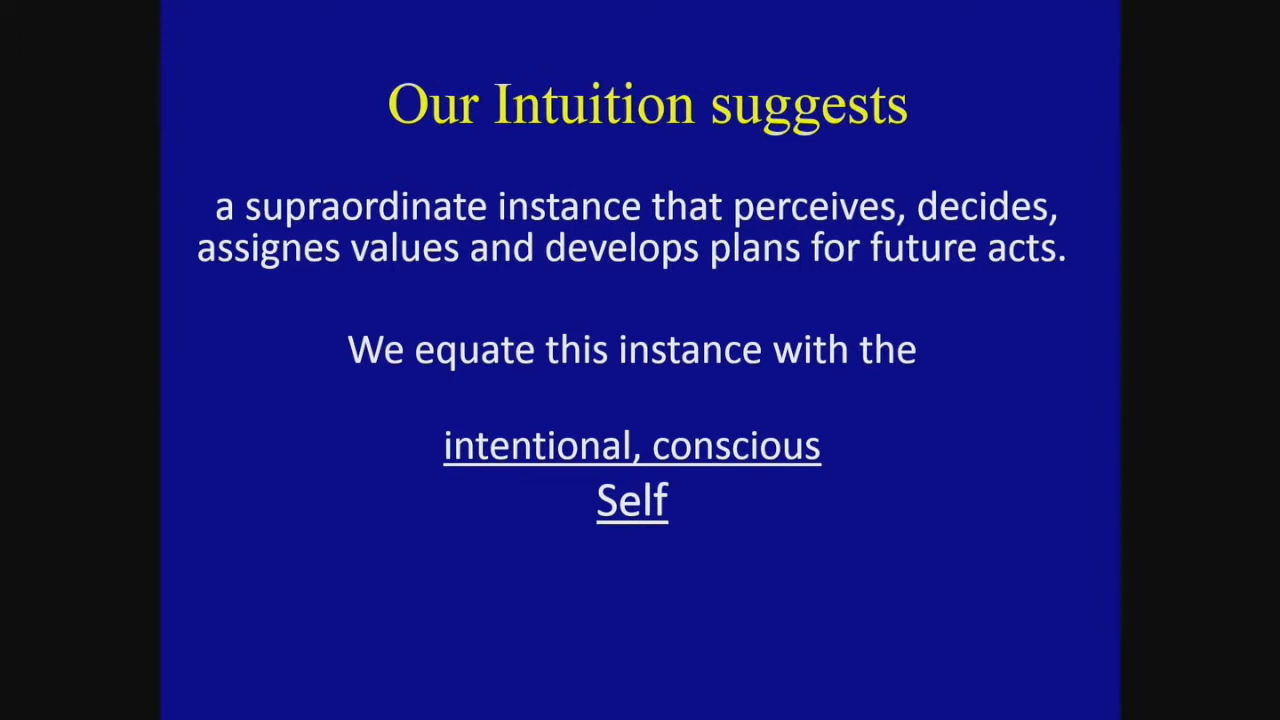 Our Intuition suggests
a supraordinate instance that perceives, decides,
assignes values and develops plans for future acts.
We equate this instance with the
intentional, conscious
Self